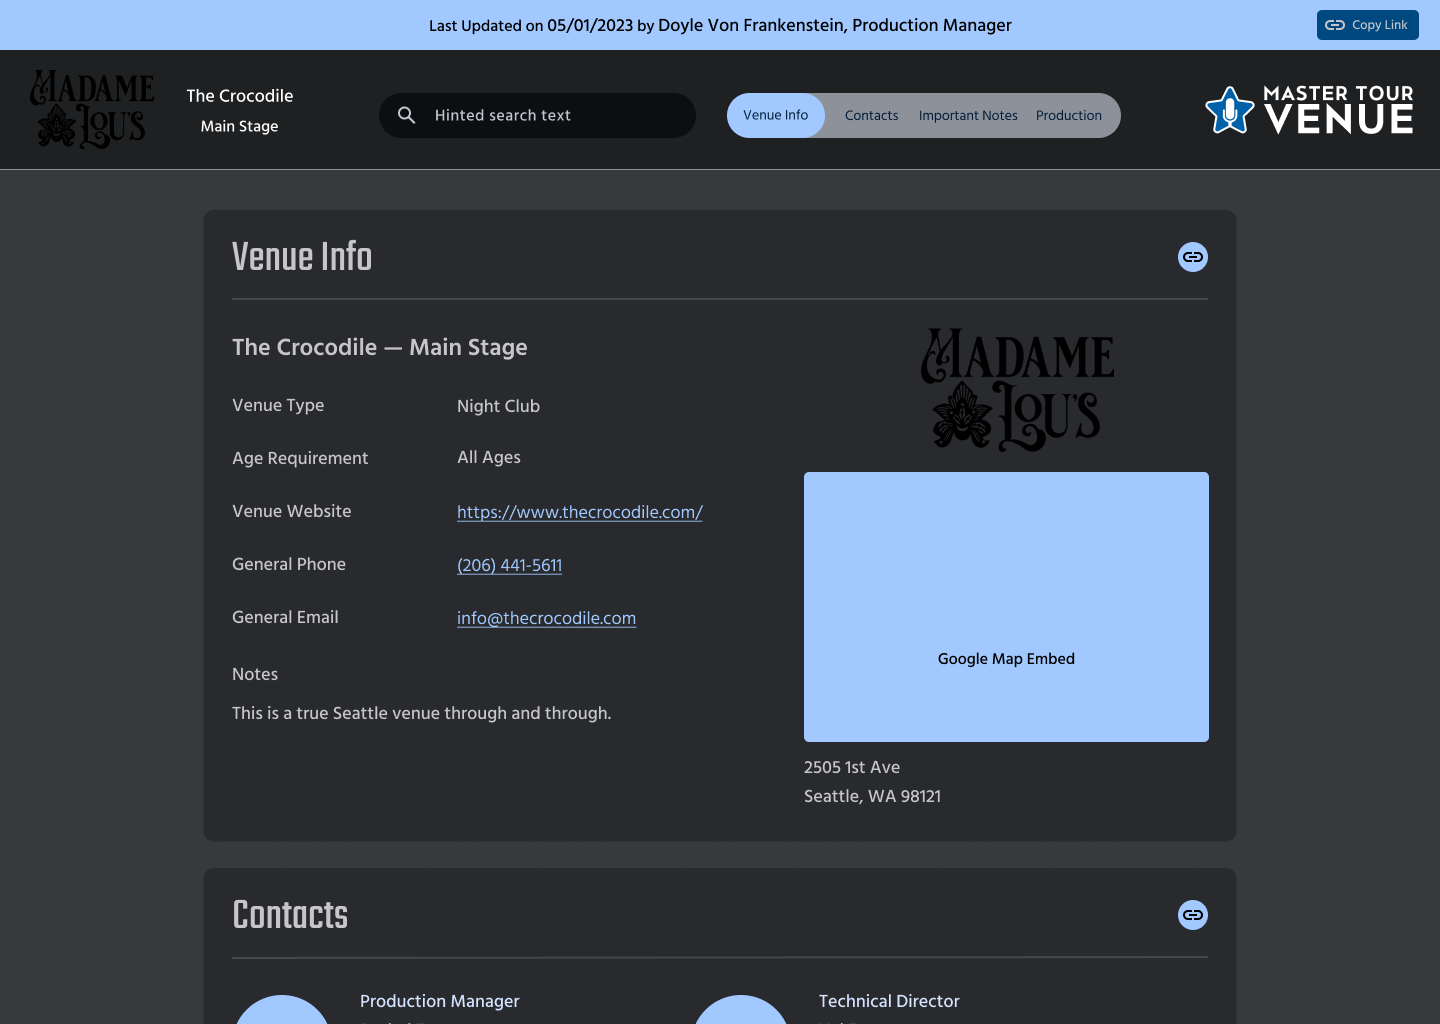 Last Updated on 05/01/2023 by Doyle Von Frankenstein, Production Manager
Copy Link
MADAME
LOU'S
The Crocodile
Main Stage
Hinted search text
Venue Info
Contacts
Important Notes
Production
MASTER TOUR
VENUE
Venue Info
The Crocodile — Main Stage
Venue Type
Night Club
Age Requirement
All Ages
Venue Website
https://www.thecrocodile.com/
General Phone
(206) 441-5611
General Email
info@thecrocodile.com
Notes
This is a true Seattle venue through and through.
MADAME
LOU'S
Google Map Embed
2505 1st Ave
Seattle, WA 98121
Contacts
Production Manager
Technical Director